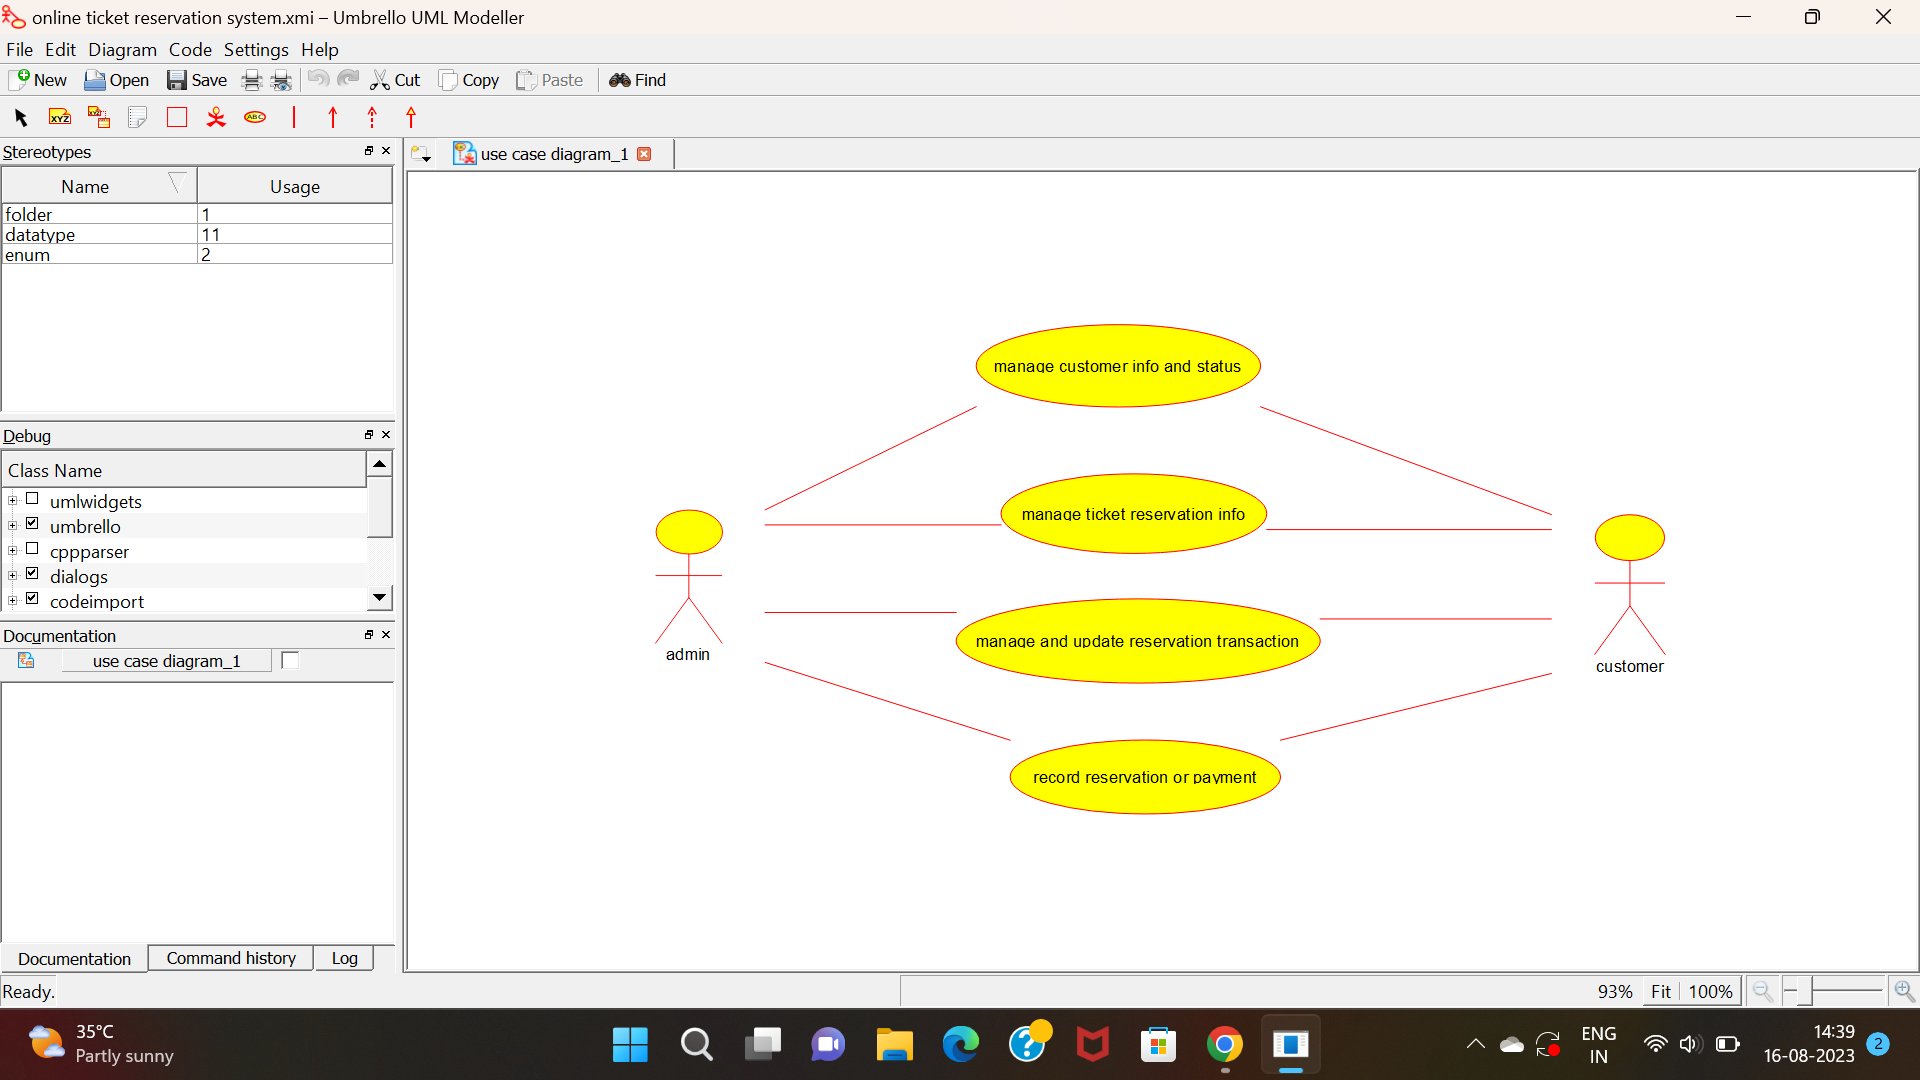 online ticket reservation system.xmi – Umbrello UML Modeller
File Edit Diagram Code Settings Help
New Open Save Cut Copy Paste Find
XYZ XYZ ABC
Stereotypes
use case diagram_1
Name Usage
folder 1
datatype 11
enum 2
Debug
Class Name
umlwidgets
umbrello
cppparser
dialogs
codeimport
Documentation
use case diagram_1
manage customer info and status
manage ticket reservation info
manage and update reservation transaction
record reservation or payment
admin
customer
Documentation Command history Log
Ready.
93% Fit 100%
35°C
Partly sunny
ENG
IN
14:39
16-08-2023
2